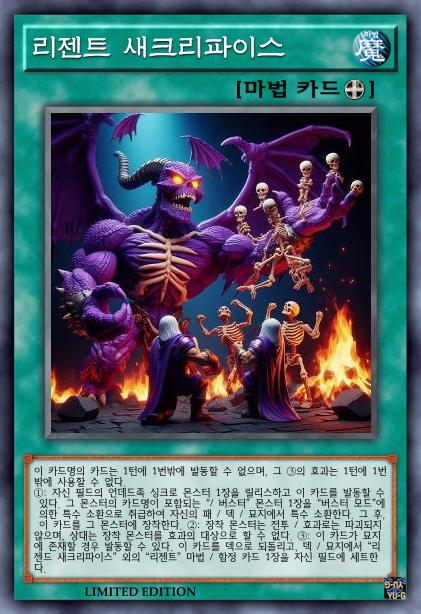 리젠트 새크리파이스
마법
魔
[마법 카드]
이 카드명의 카드는 1턴에 1번밖에 발동할 수 없으며, 그 ③의 효과는 1턴에 1번
밖에 사용할 수 없다.
①: 자신 필드의 언데드족 싱크로 몬스터 1장을 릴리스하고 이 카드를 발동할 수
있다. 그 몬스터의 카드명이 포함되는 “/ 버스터” 몬스터 1장을 “버스터 모드”에
의한 특수 소환으로 취급하여 자신의 패 / 덱 / 묘지에서 특수 소환한다. 그 후,
이 카드를 그 몬스터에 장착한다. ②: 장착 몬스터는 전투 / 효과로는 파괴되지
않으며, 상대는 장착 몬스터를 효과의 대상으로 할 수 없다. ③: 이 카드가 묘지
에 존재할 경우 발동할 수 있다. 이 카드를 덱으로 되돌리고, 덱 / 묘지에서 “리젠
드 새크리파이스” 외의 “리젠트” 마법 / 함정 카드 1장을 자신 필드에 세트한
다.
LIMITED EDITION